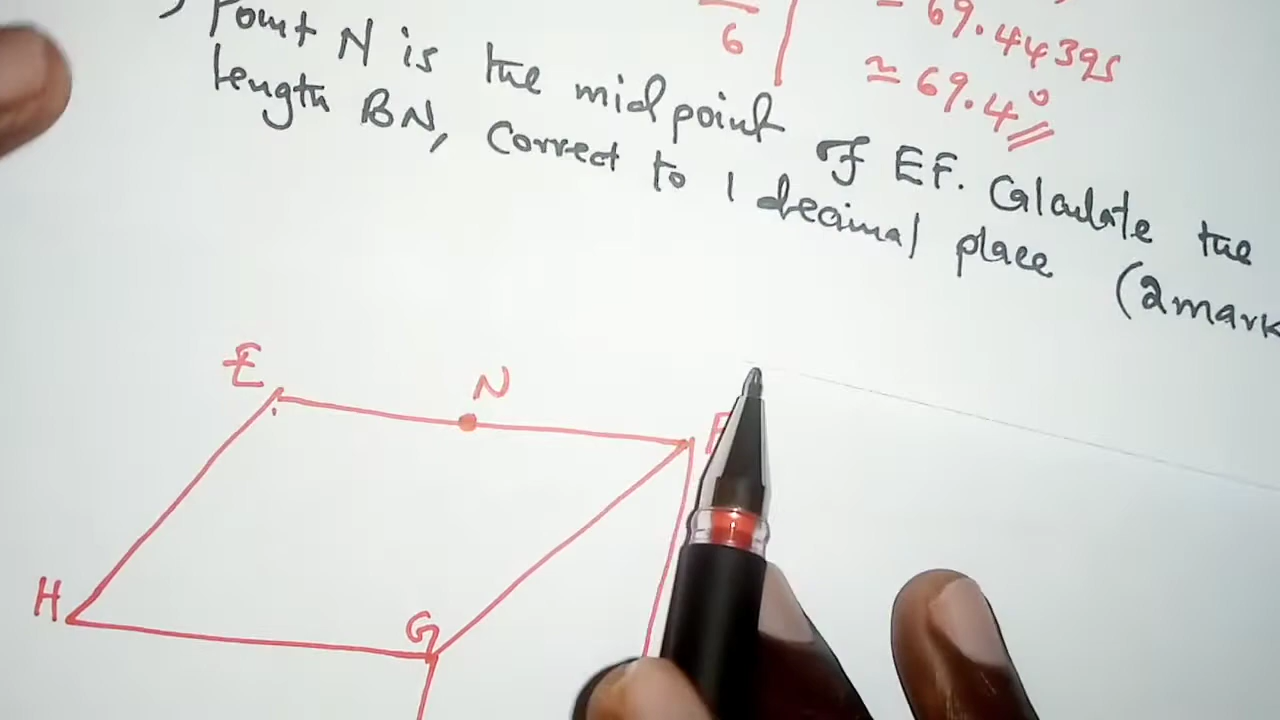 6
= 69.44395
≃ 69.4°
Point N is the midpoint of EF. Calculate the
length BN, Correct to 1 decimal place (2mark
E
N
F
H
G